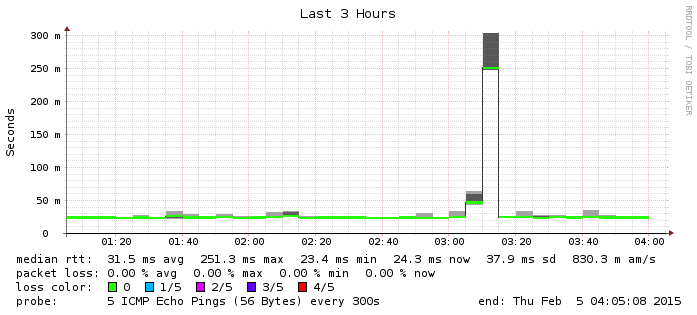 Last 3 Hours
RRDTOOL / TOBI OETIKER
Seconds
300 m
250 m
200 m
150 m
100 m
50 m
0
01:20 01:40 02:00 02:20 02:40 03:00 03:20 03:40 04:00
median rtt: 31.5 ms avg 251.3 ms max 23.4 ms min 24.3 ms now 37.9 ms sd 830.3 m am/s
packet loss: 0.00 % avg 0.00 % max 0.00 % min 0.00 % now
loss color: 0 1/5 2/5 3/5 4/5
probe: 5 ICMP Echo Pings (56 Bytes) every 300s end: Thu Feb 5 04:05:08 2015